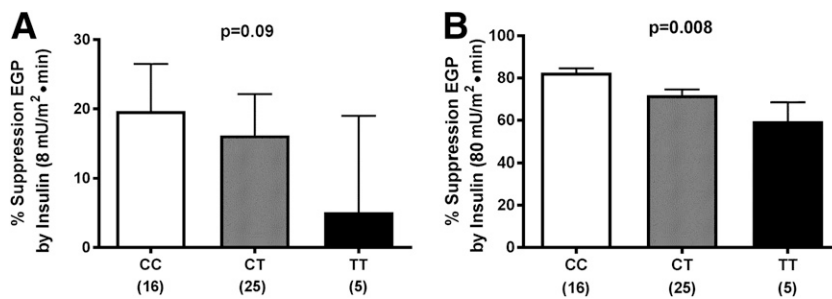 A
p=0.09
% Suppression EGP
by Insulin (8 mU/m² • min)
30
20
10
0
CC
CT
TT
(16)
(25)
(5)
B
p=0.008
% Suppression EGP
by Insulin (80 mU/m² • min)
100
80
60
40
20
0
CC
CT
TT
(16)
(25)
(5)